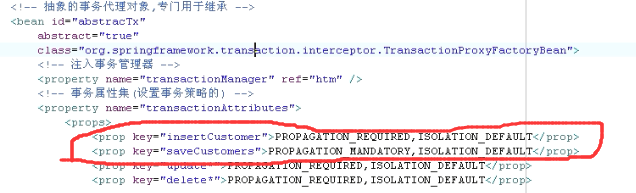 <!-- 抽象的事务代理对象,专门用于继承 -->
<bean id="abstracTx"
abstract="true"
class="org.springframework.transaction.interceptor.TransactionProxyFactoryBean">
<!-- 注入事务管理器 -->
<property name="transactionManager" ref="htm" />
<!-- 事务属性集(设置事务策略的) -->
<property name="transactionAttributes">
<props>
<prop key="insertCustomer">PROPAGATION_REQUIRED,ISOLATION_DEFAULT</prop>
<prop key="saveCustomers">PROPAGATION_MANDATORY,ISOLATION_DEFAULT</prop>
<prop key="update*">PROPAGATION_REQUIRED,ISOLATION_DEFAULT</prop>
<prop key="delete*">PROPAGATION_REQUIRED,ISOLATION_DEFAULT</prop>